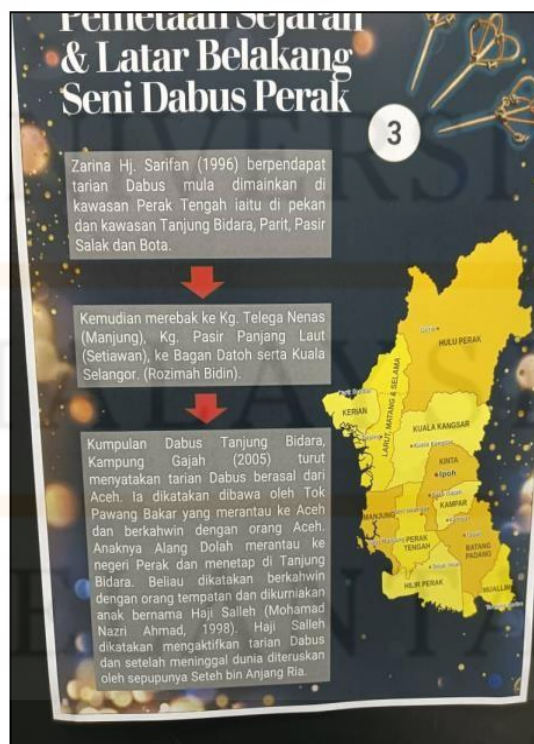 Pemetaan Sejarah
& Latar Belakang
Seni Dabus Perak
3
Zarina Hj. Sarifan (1996) berpendapat
tarian Dabus mula dimainkan di
kawasan Perak Tengah iaitu di pekan
dan kawasan Tanjung Bidara, Parit, Pasir
Salak dan Bota.
Kemudian merebak ke Kg. Telega Nenas
(Manjung), Kg. Pasir Panjang Laut
(Setiawan), ke Bagan Datoh serta Kuala
Selangor. (Rozimah Bidin).
Kumpulan Dabus Tanjung Bidara,
Kampung Gajah (2005) turut
menyatakan tarian Dabus berasal dari
Aceh. Ia dikatakan dibawa oleh Tok
Pawang Bakar yang merantau ke Aceh
dan berkahwin dengan orang Aceh.
Anaknya Alang Dolah merantau ke
negeri Perak dan menetap di Tanjung
Bidara. Beliau dikatakan berkahwin
dengan orang tempatan dan dikurniakan
anak bernama Haji Salleh (Mohamad
Nazri Ahmad, 1998). Haji Salleh
dikatakan mengaktifkan tarian Dabus
dan setelah meninggal dunia diteruskan
oleh sepupunya Seteh bin Anjang Ria.
HULU PERAK
LARUT, MATANG & SELAMA
KERIAN
KUALA KANGSAR
Kuala Kangsar
KINTA
Ipoh
KAMPAR
MANJUNG
PERAK
TENGAH
BATANG
PADANG
HILIR PERAK
MUALLIM